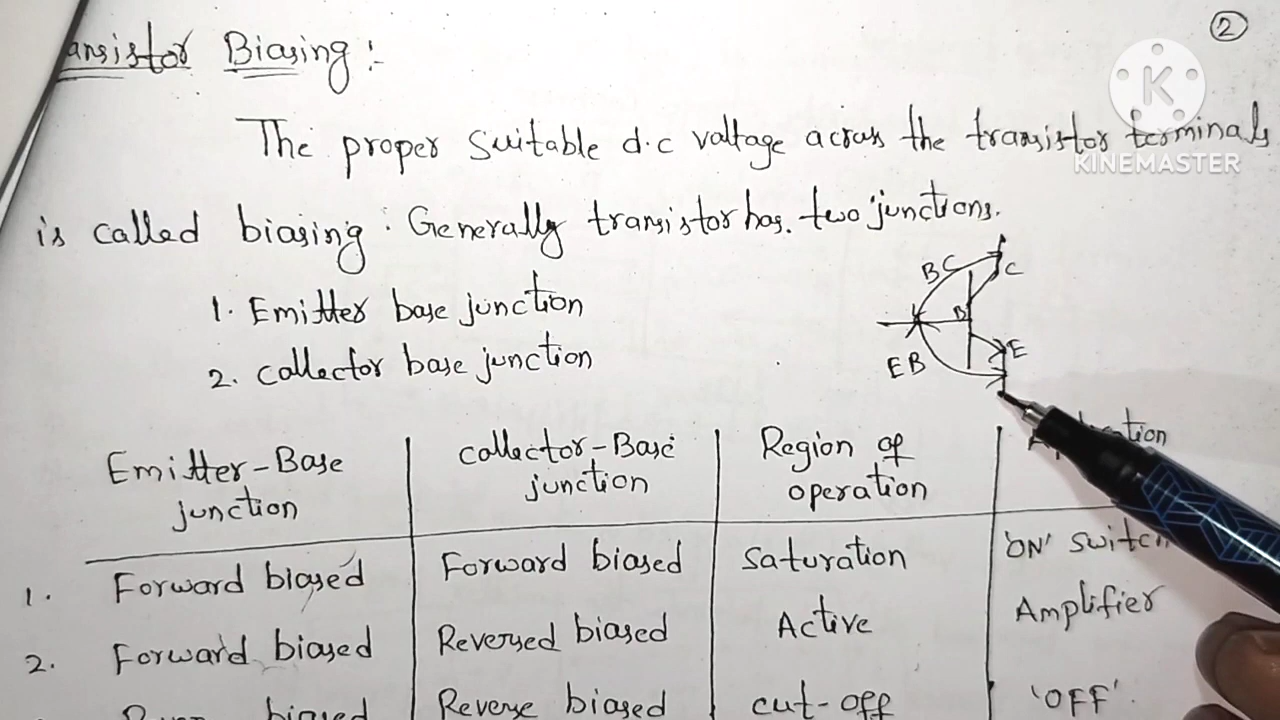 ansistor Biasing :-
②
K
KINEMASTER
The proper suitable d.c voltage across the transistor terminals
is called biasing. Generally transistor has. two junctions.
1. Emitter base junction
2. collector base junction
BC
C
B
E
EB
Emitter-Base junction
collector-Base junction
Region of operation
1. Forward biased Forward biased saturation 'ON' switch
2. Forward biased Reversed biased Active Amplifier
biased Reverse biased cut-off 'OFF'